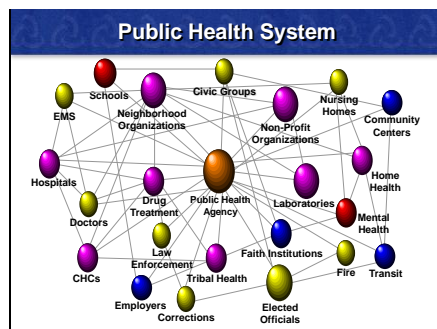 Public Health System
Schools
Civic Groups
Nursing
Homes
EMS
Neighborhood
Organizations
Non-Profit
Organizations
Community
Centers
Hospitals
Drug
Treatment
Public Health
Agency
Laboratories
Home
Health
Doctors
Mental
Health
Law
Enforcement
Faith Institutions
CHCs
Tribal Health
Fire
Transit
Employers
Corrections
Elected
Officials